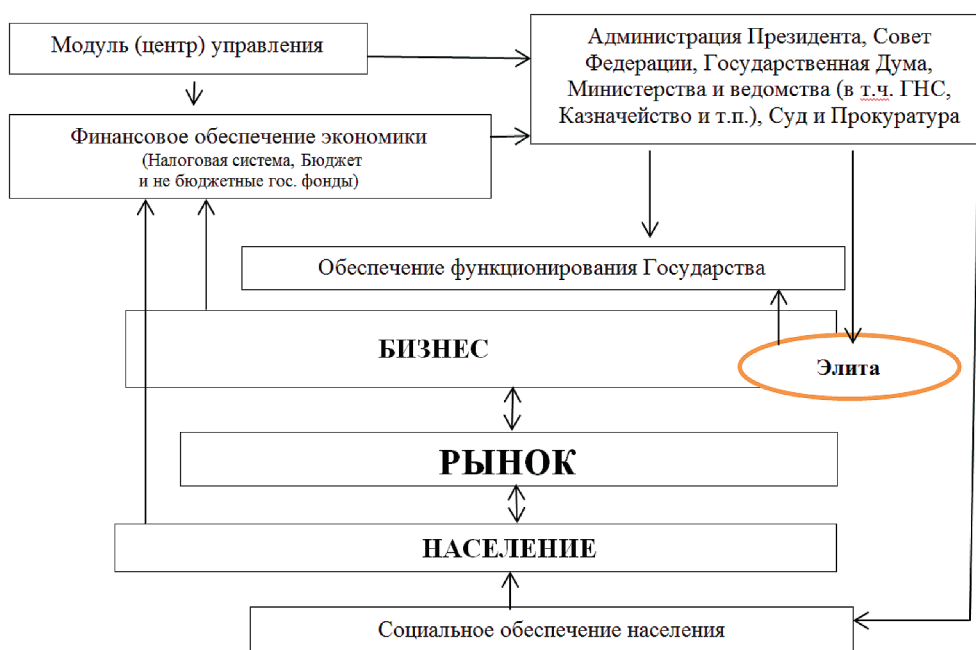 Модуль (центр) управления
Администрация Президента, Совет
Федерации, Государственная Дума,
Министерства и ведомства (в т.ч. ГНС,
Казначейство и т.п.), Суд и Прокуратура
Финансовое обеспечение экономики
(Налоговая система, Бюджет
и не бюджетные гос. фонды)
Обеспечение функционирования Государства
БИЗНЕС
Элита
РЫНОК
НАСЕЛЕНИЕ
Социальное обеспечение населения